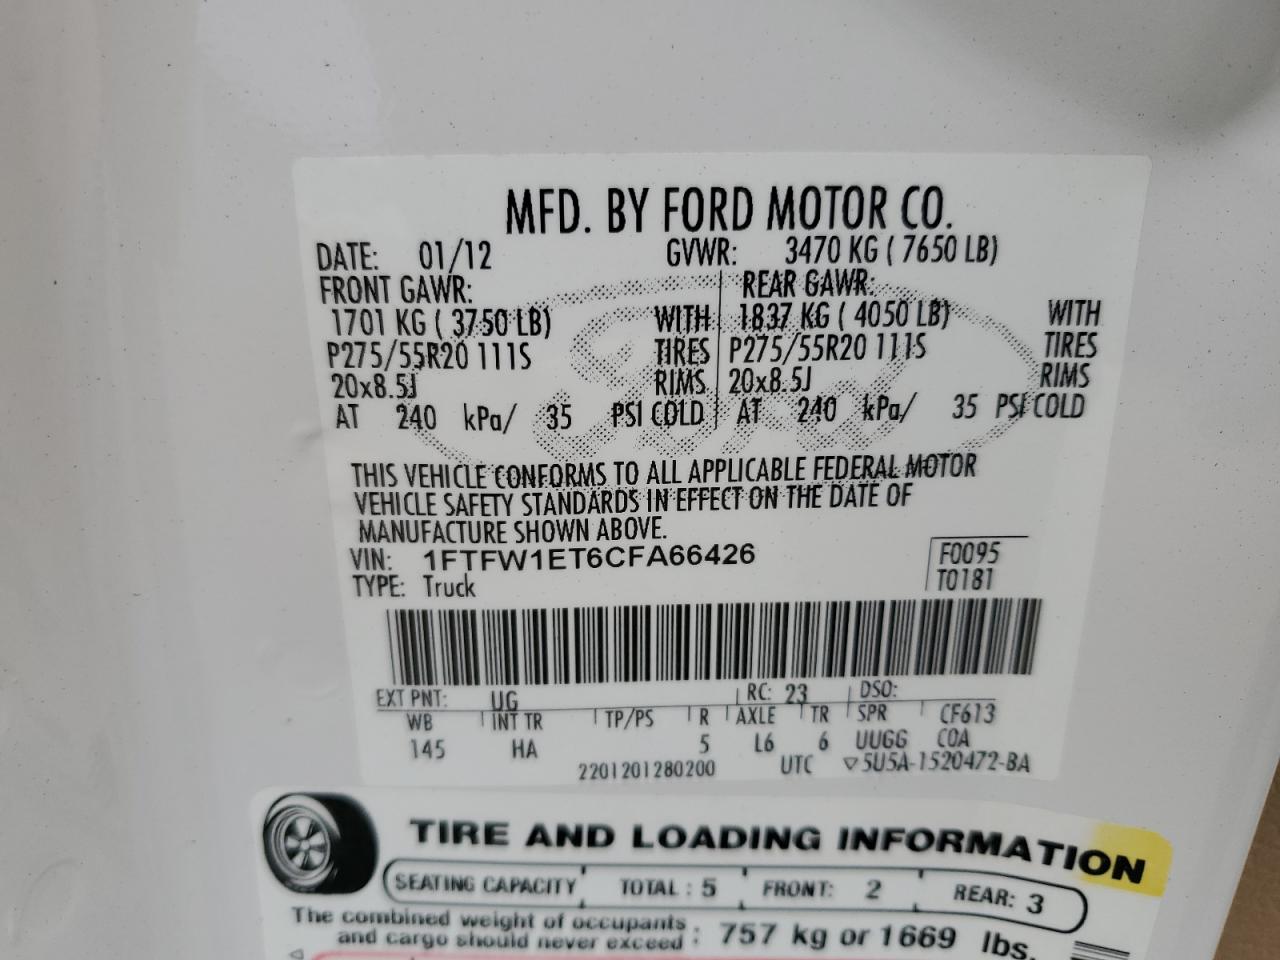 MFD. BY FORD MOTOR CO.
DATE: 01/12 GVWR: 3470 KG ( 7650 LB)
FRONT GAWR: REAR GAWR:
1701 KG ( 3750 LB) WITH 1837 KG ( 4050 LB) WITH
P275/55R20 111S TIRES P275/55R20 111S TIRES
20x8.5J RIMS 20x8.5J RIMS
AT 240 kPa/ 35 PSI COLD AT 240 kPa/ 35 PSI COLD
THIS VEHICLE CONFORMS TO ALL APPLICABLE FEDERAL MOTOR
VEHICLE SAFETY STANDARDS IN EFFECT ON THE DATE OF
MANUFACTURE SHOWN ABOVE.
VIN: 1FTFW1ET6CFA66426 F0095
TYPE: Truck T0181
EXT PNT: UG RC: 23 DSO:
WB INT TR TP/PS R AXLE TR SPR CF613
145 HA 5 L6 6 UUGG COA
2201201280200 UTC ▽5U5A-1520472-BA
TIRE AND LOADING INFORMATION
SEATING CAPACITY TOTAL : 5 FRONT: 2 REAR: 3
The combined weight of occupants
and cargo should never exceed : 757 kg or 1669 lbs.